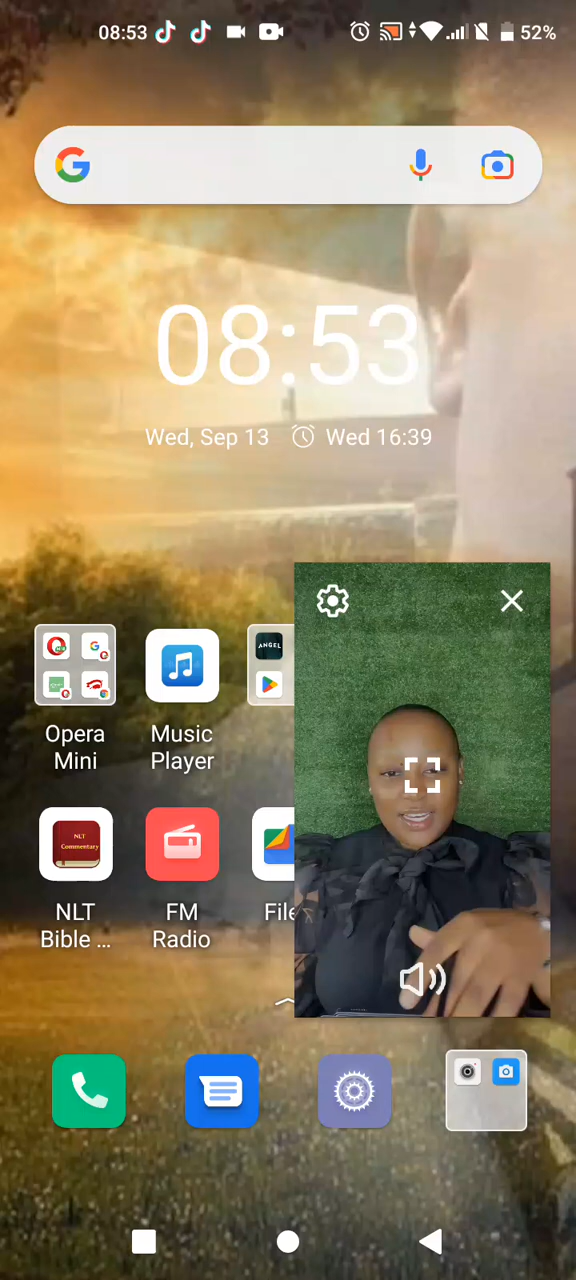 08:53 52%
08:53
Wed, Sep 13 Wed 16:39
ANGEL
Opera
Mini
Music
Player
NLT
Commentary
NLT
Bible ...
FM
Radio
File